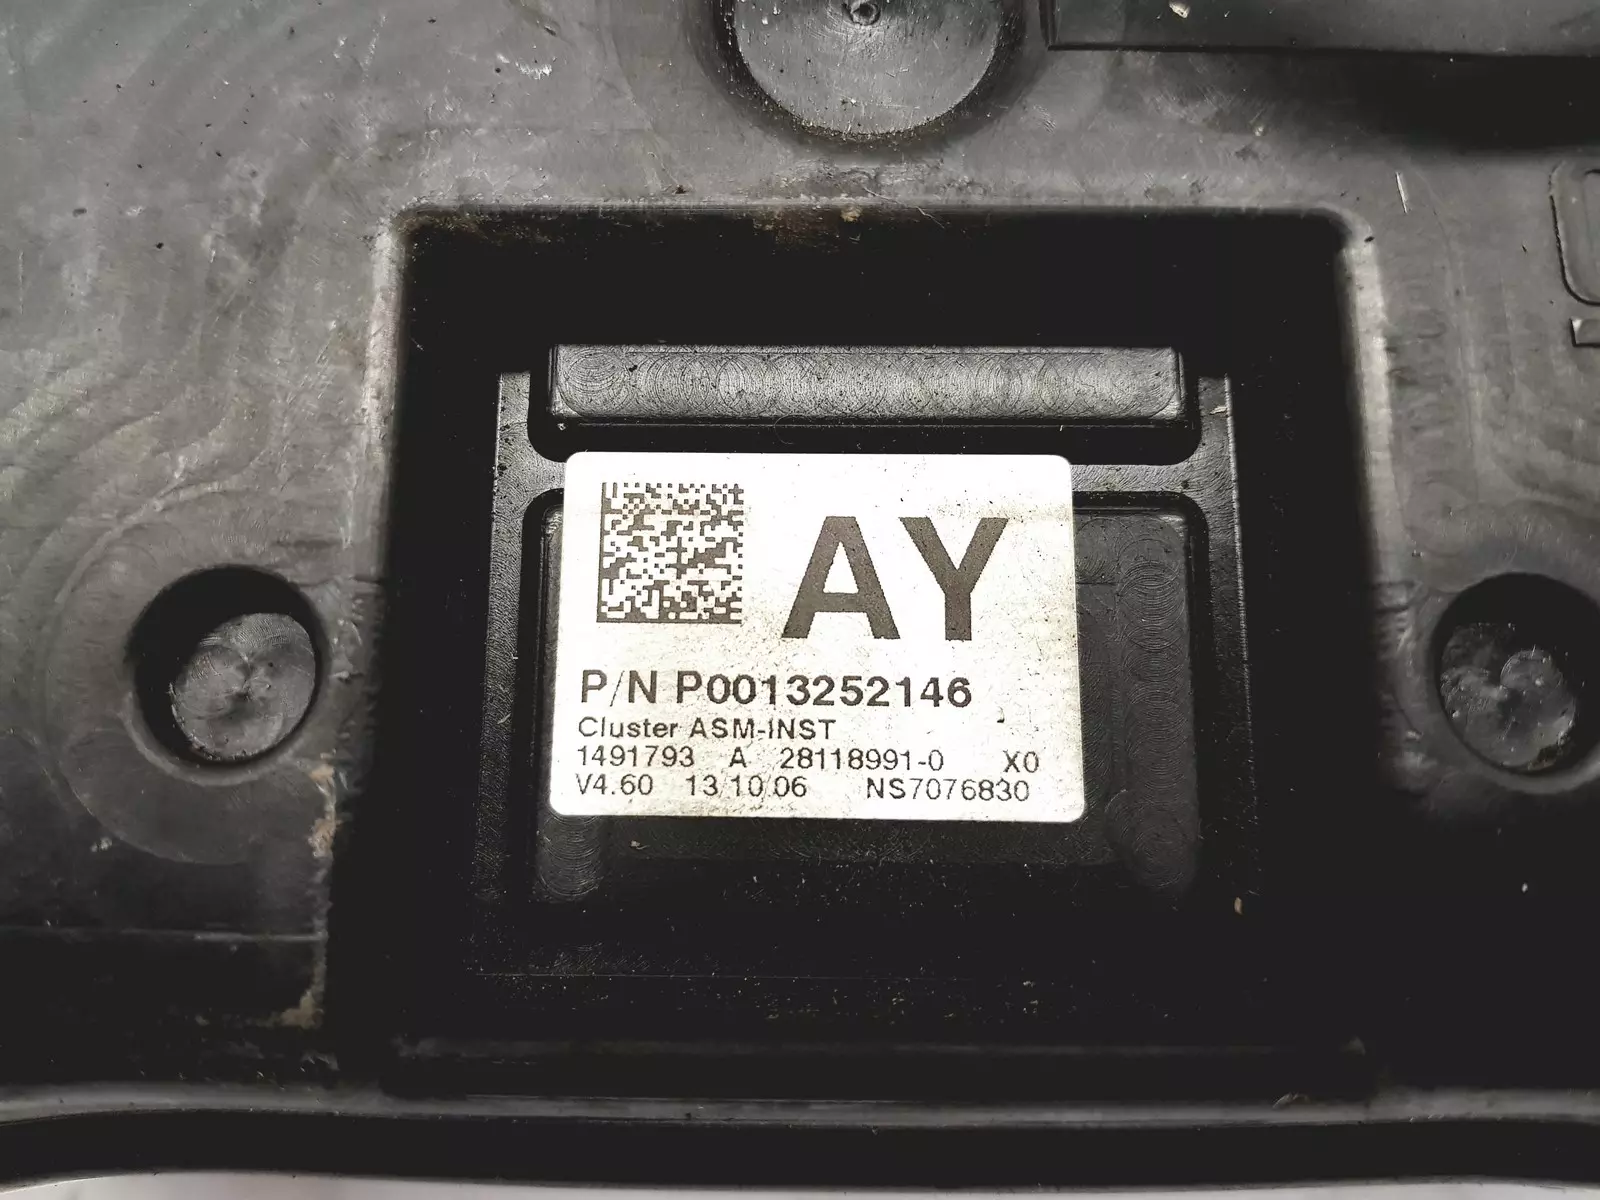 AY
P/N P0013252146
Cluster ASM-INST
1491793 A 28118991-0 X0
V4.60 13.10.06 NS7076830